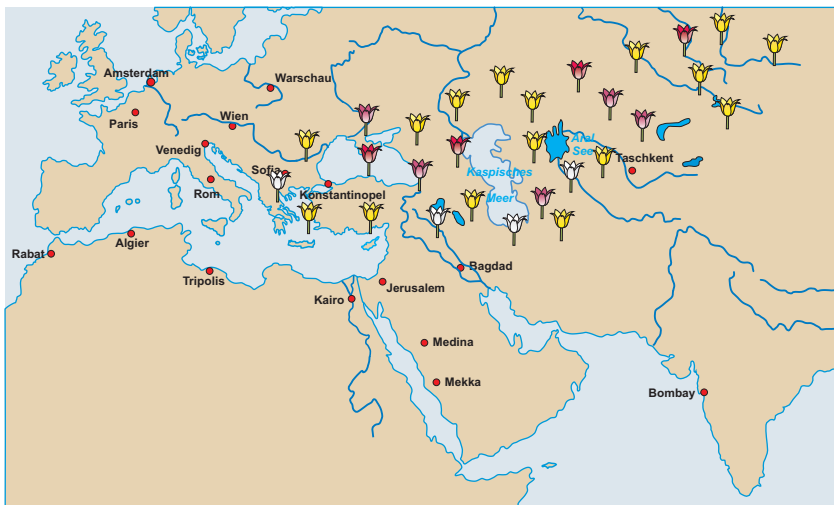 Amsterdam
Warschau
Paris
Wien
Venedig
Aral
See
Taschkent
Sofia
Kaspisches
Meer
Rom
Konstantinopel
Algier
Rabat
Tripolis
Bagdad
Jerusalem
Kairo
Medina
Mekka
Bombay